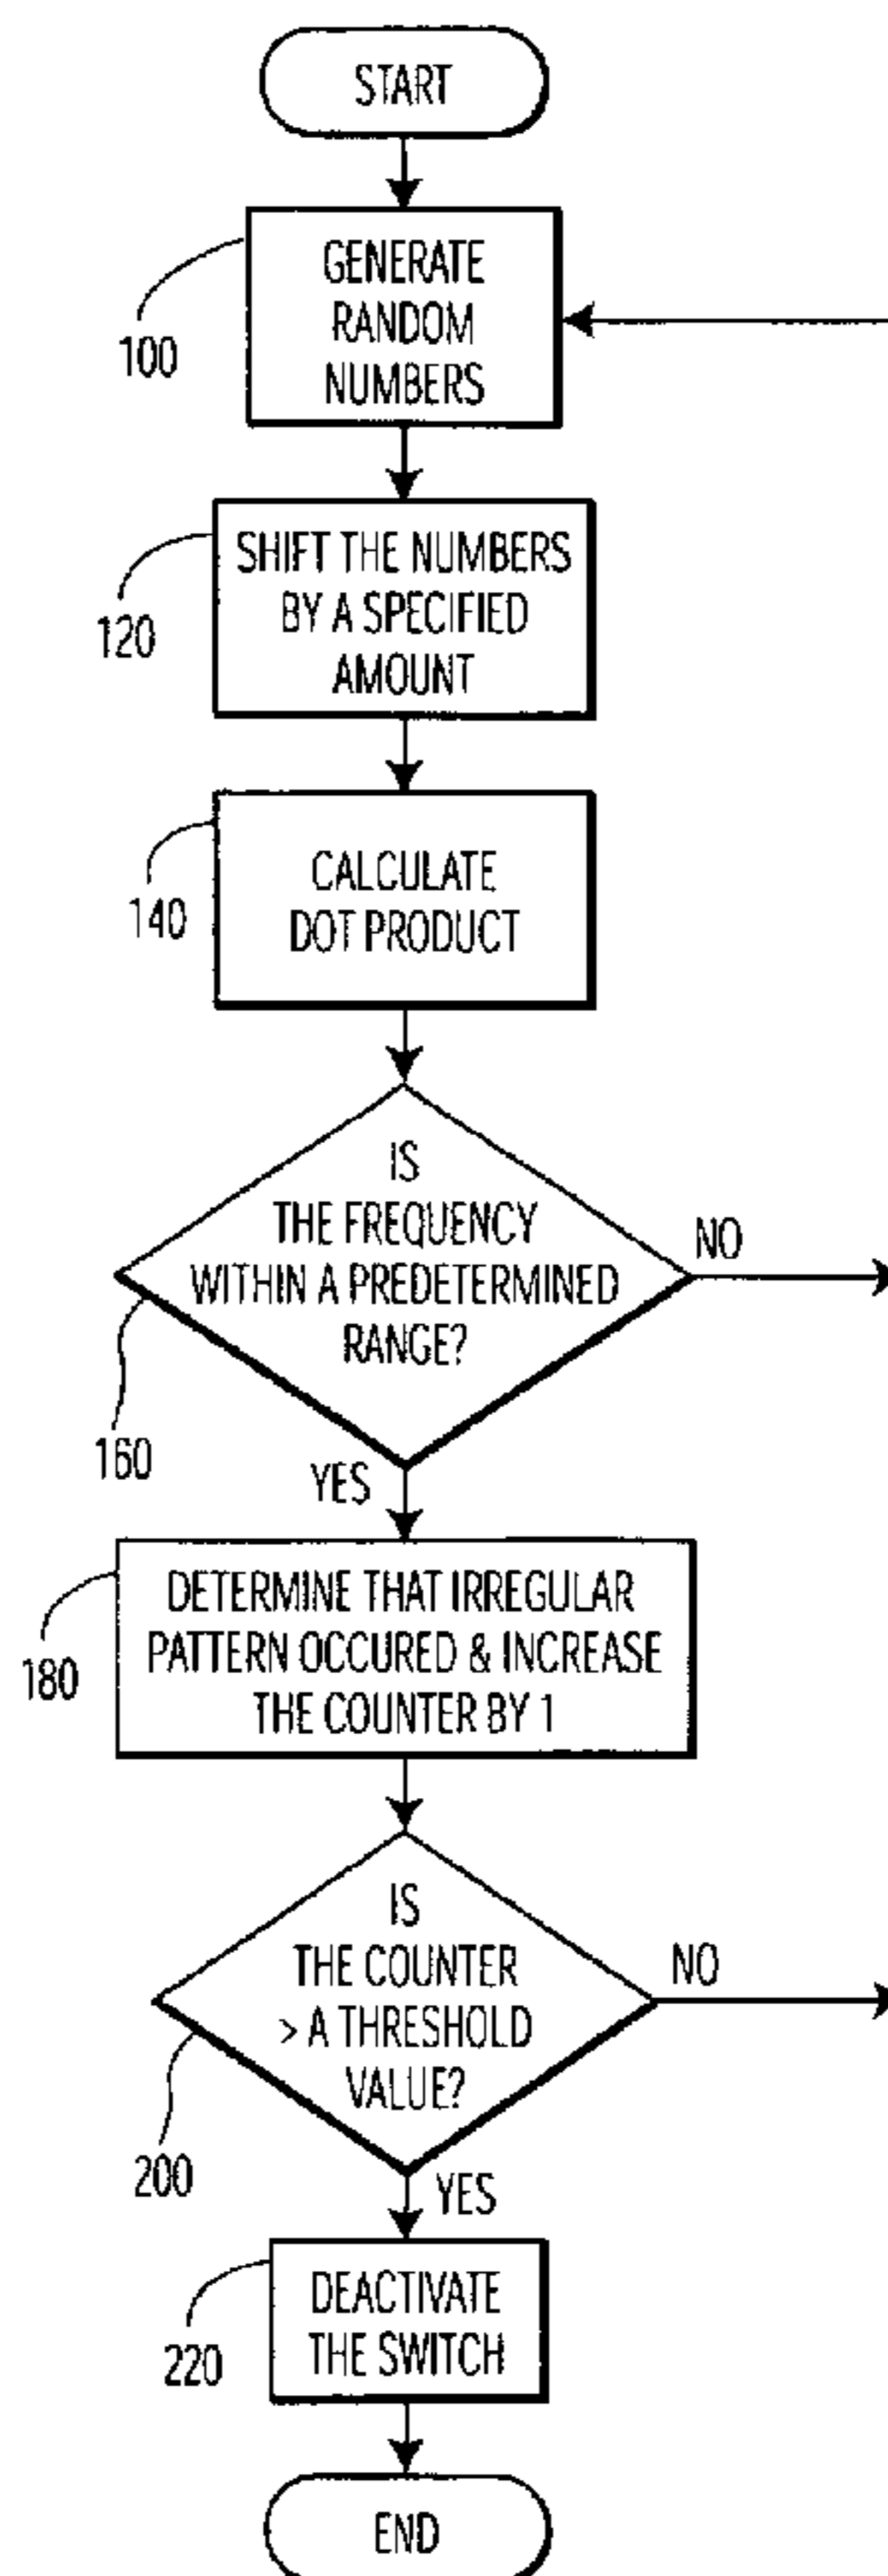 START
GENERATE
RANDOM
NUMBERS
100
SHIFT THE NUMBERS
BY A SPECIFIED
AMOUNT
120
CALCULATE
DOT PRODUCT
140
IS
THE FREQUENCY
WITHIN A PREDETERMINED
RANGE?
NO
160
YES
DETERMINE THAT IRREGULAR
PATTERN OCCURED & INCREASE
THE COUNTER BY 1
180
IS
THE COUNTER
> A THRESHOLD
VALUE?
NO
200
YES
DEACTIVATE
THE SWITCH
220
END